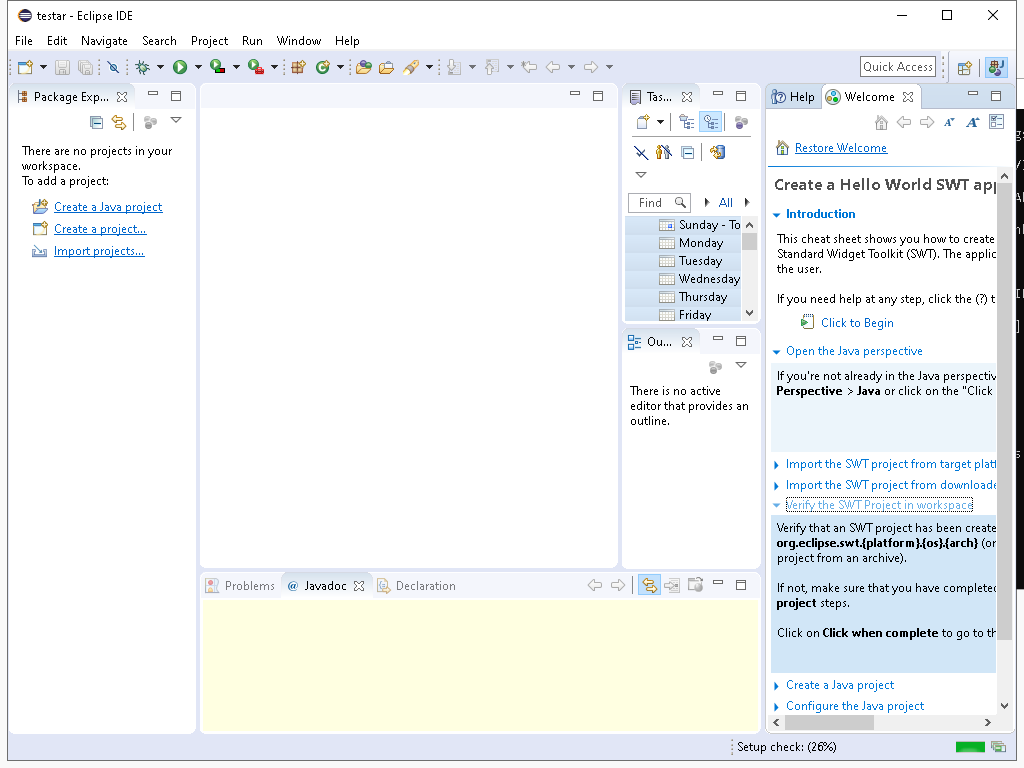 testar - Eclipse IDE
File Edit Navigate Search Project Run Window Help
Quick Access
Package Exp...
There are no projects in your
workspace.
To add a project:
Create a Java project
Create a project...
Import projects...
Tas...
Find
All
Sunday - To
Monday
Tuesday
Wednesday
Thursday
Friday
Ou...
There is no active
editor that provides an
outline.
Help
Welcome
Restore Welcome
Create a Hello World SWT app
Introduction
This cheat sheet shows you how to create
Standard Widget Toolkit (SWT). The applic
the user.
If you need help at any step, click the (?) t
Click to Begin
Open the Java perspective
If you're not already in the Java perspectiv
Perspective > Java or click on the "Click
Import the SWT project from target platf
Import the SWT project from downloade
Verify the SWT Project in workspace
Verify that an SWT project has been create
org.eclipse.swt.{platform}.{os}.{arch} (or
project from an archive).
If not, make sure that you have completed
project steps.
Click on Click when complete to go to th
Create a Java project
Configure the Java project
Problems
@ Javadoc
Declaration
Setup check: (26%)